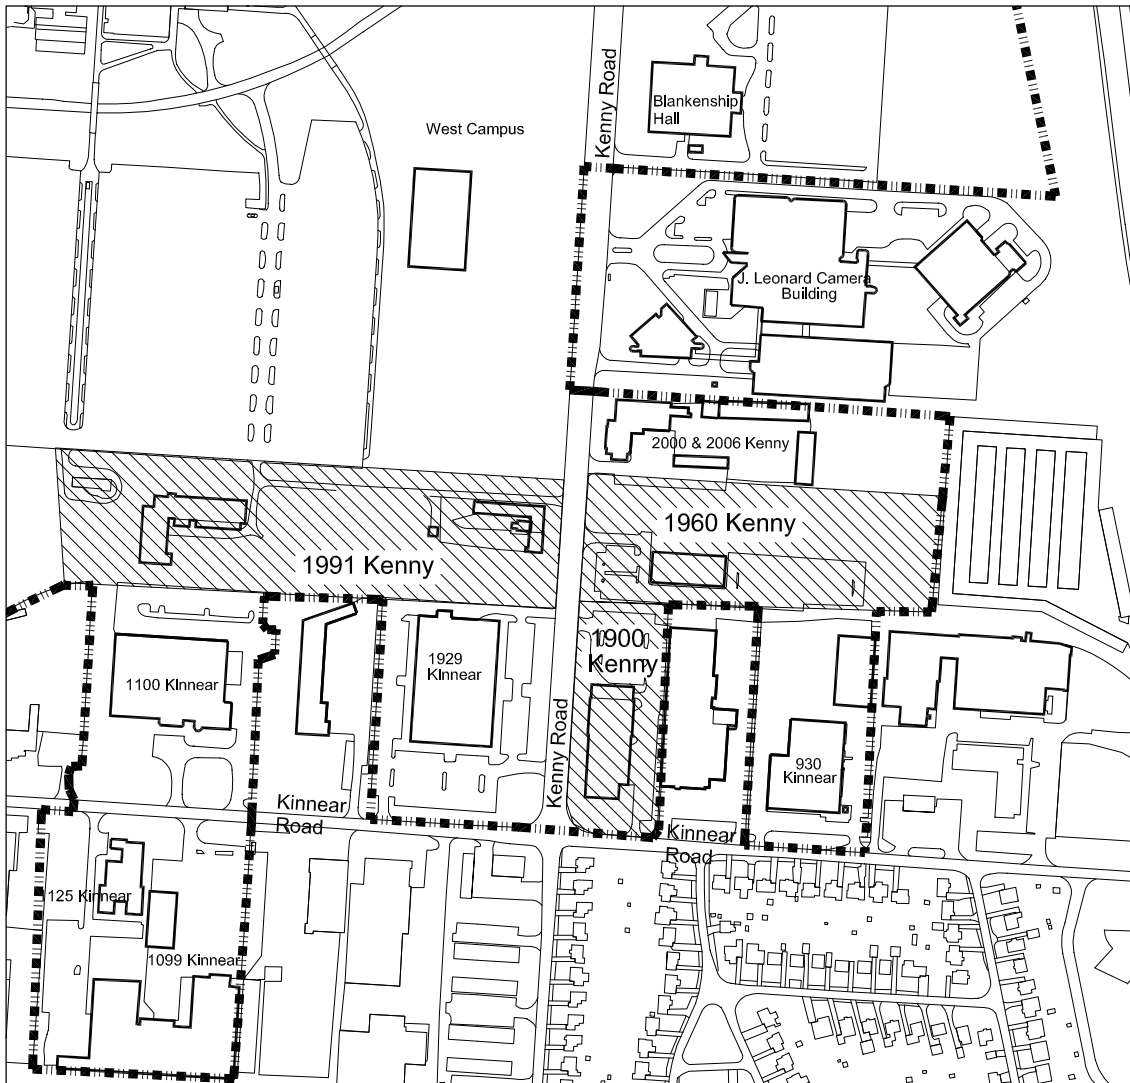 Kenny Road
Blankenship
Hall
West Campus
J. Leonard Camera
Building
2000 & 2006 Kenny
1960 Kenny
1991 Kenny
1900
Kenny
1929
KInnear
1100 KInnear
Kenny Road
930
Kinnear
Kinnear
Road
Kinnear
Road
1125 Kinnear
1099 Kinnear